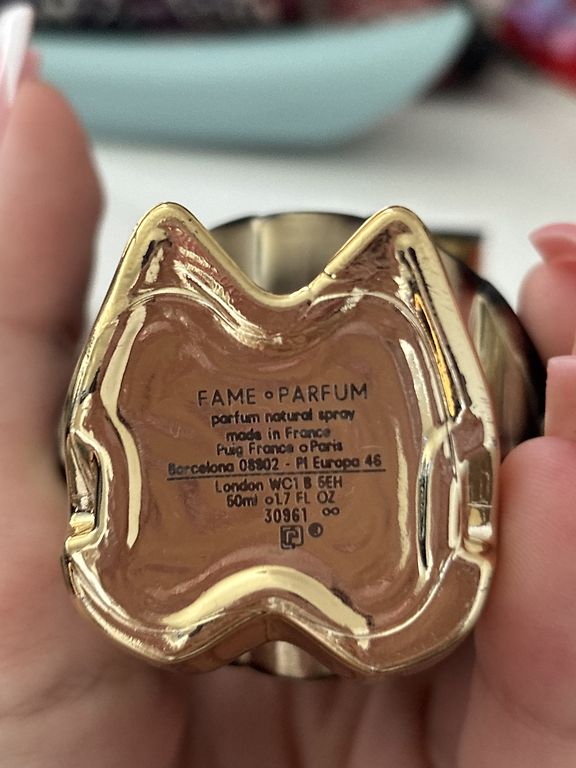 FAME ∘ PARFUM
parfum natural spray
made in France
Puig France ∘ Paris
Barcelona 08902 - Pl Europa 46
London WC1 B 5EH
50ml ∘ 1.7 FL OZ
30961